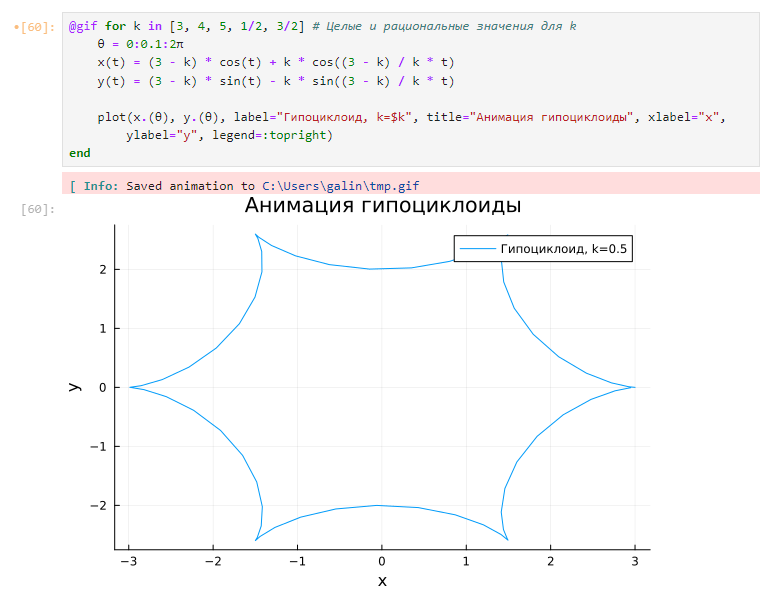 •[60]: @gif for k in [3, 4, 5, 1/2, 3/2] # Целые и рациональные значения для k
θ = 0:0.1:2π
x(t) = (3 - k) * cos(t) + k * cos((3 - k) / k * t)
y(t) = (3 - k) * sin(t) - k * sin((3 - k) / k * t)
plot(x.(θ), y.(θ), label="Гипоциклоид, k=$k", title="Анимация гипоциклоиды", xlabel="x",
ylabel="y", legend=:topright)
end
[ Info: Saved animation to C:\Users\galin\tmp.gif
[60]:
Анимация гипоциклоиды
Гипоциклоид, k=0.5
2
1
0
−1
−2
y
−3 −2 −1 0 1 2 3
x